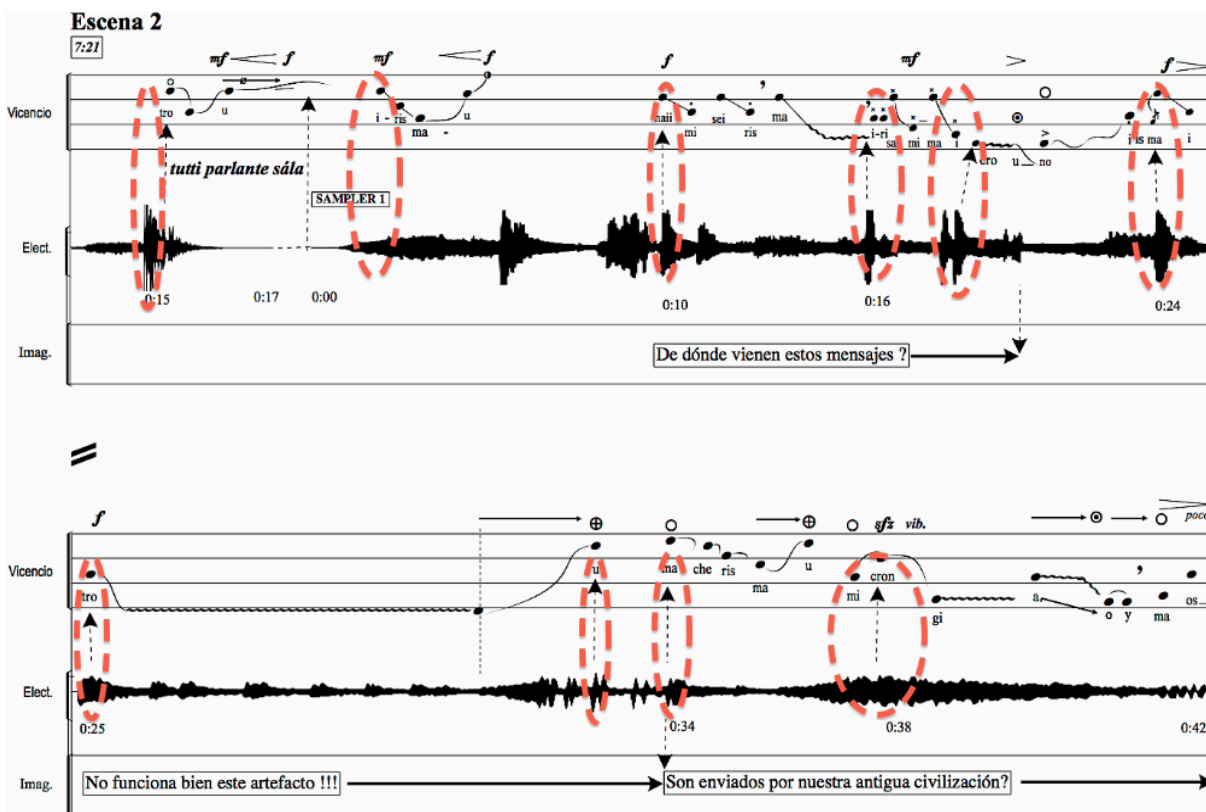 Escena 2
7:21
mf f mf f f mf f
Vicencio
tro u i - ris ma - u naii mi sei ris ma i-ri sa mi ma i cro u no i is ma i
tutti parlante sála
SAMPLER 1
Elect.
0:15 0:17 0:00 0:10 0:16 0:24
Imag.
De dónde vienen estos mensajes ?
f sfz vib. poco
Vicencio
tro u ma che ris ma u mi cron gi a o y ma os
Elect.
0:25 0:34 0:38 0:42
Imag.
No funciona bien este artefacto !!! Son enviados por nuestra antigua civilización?